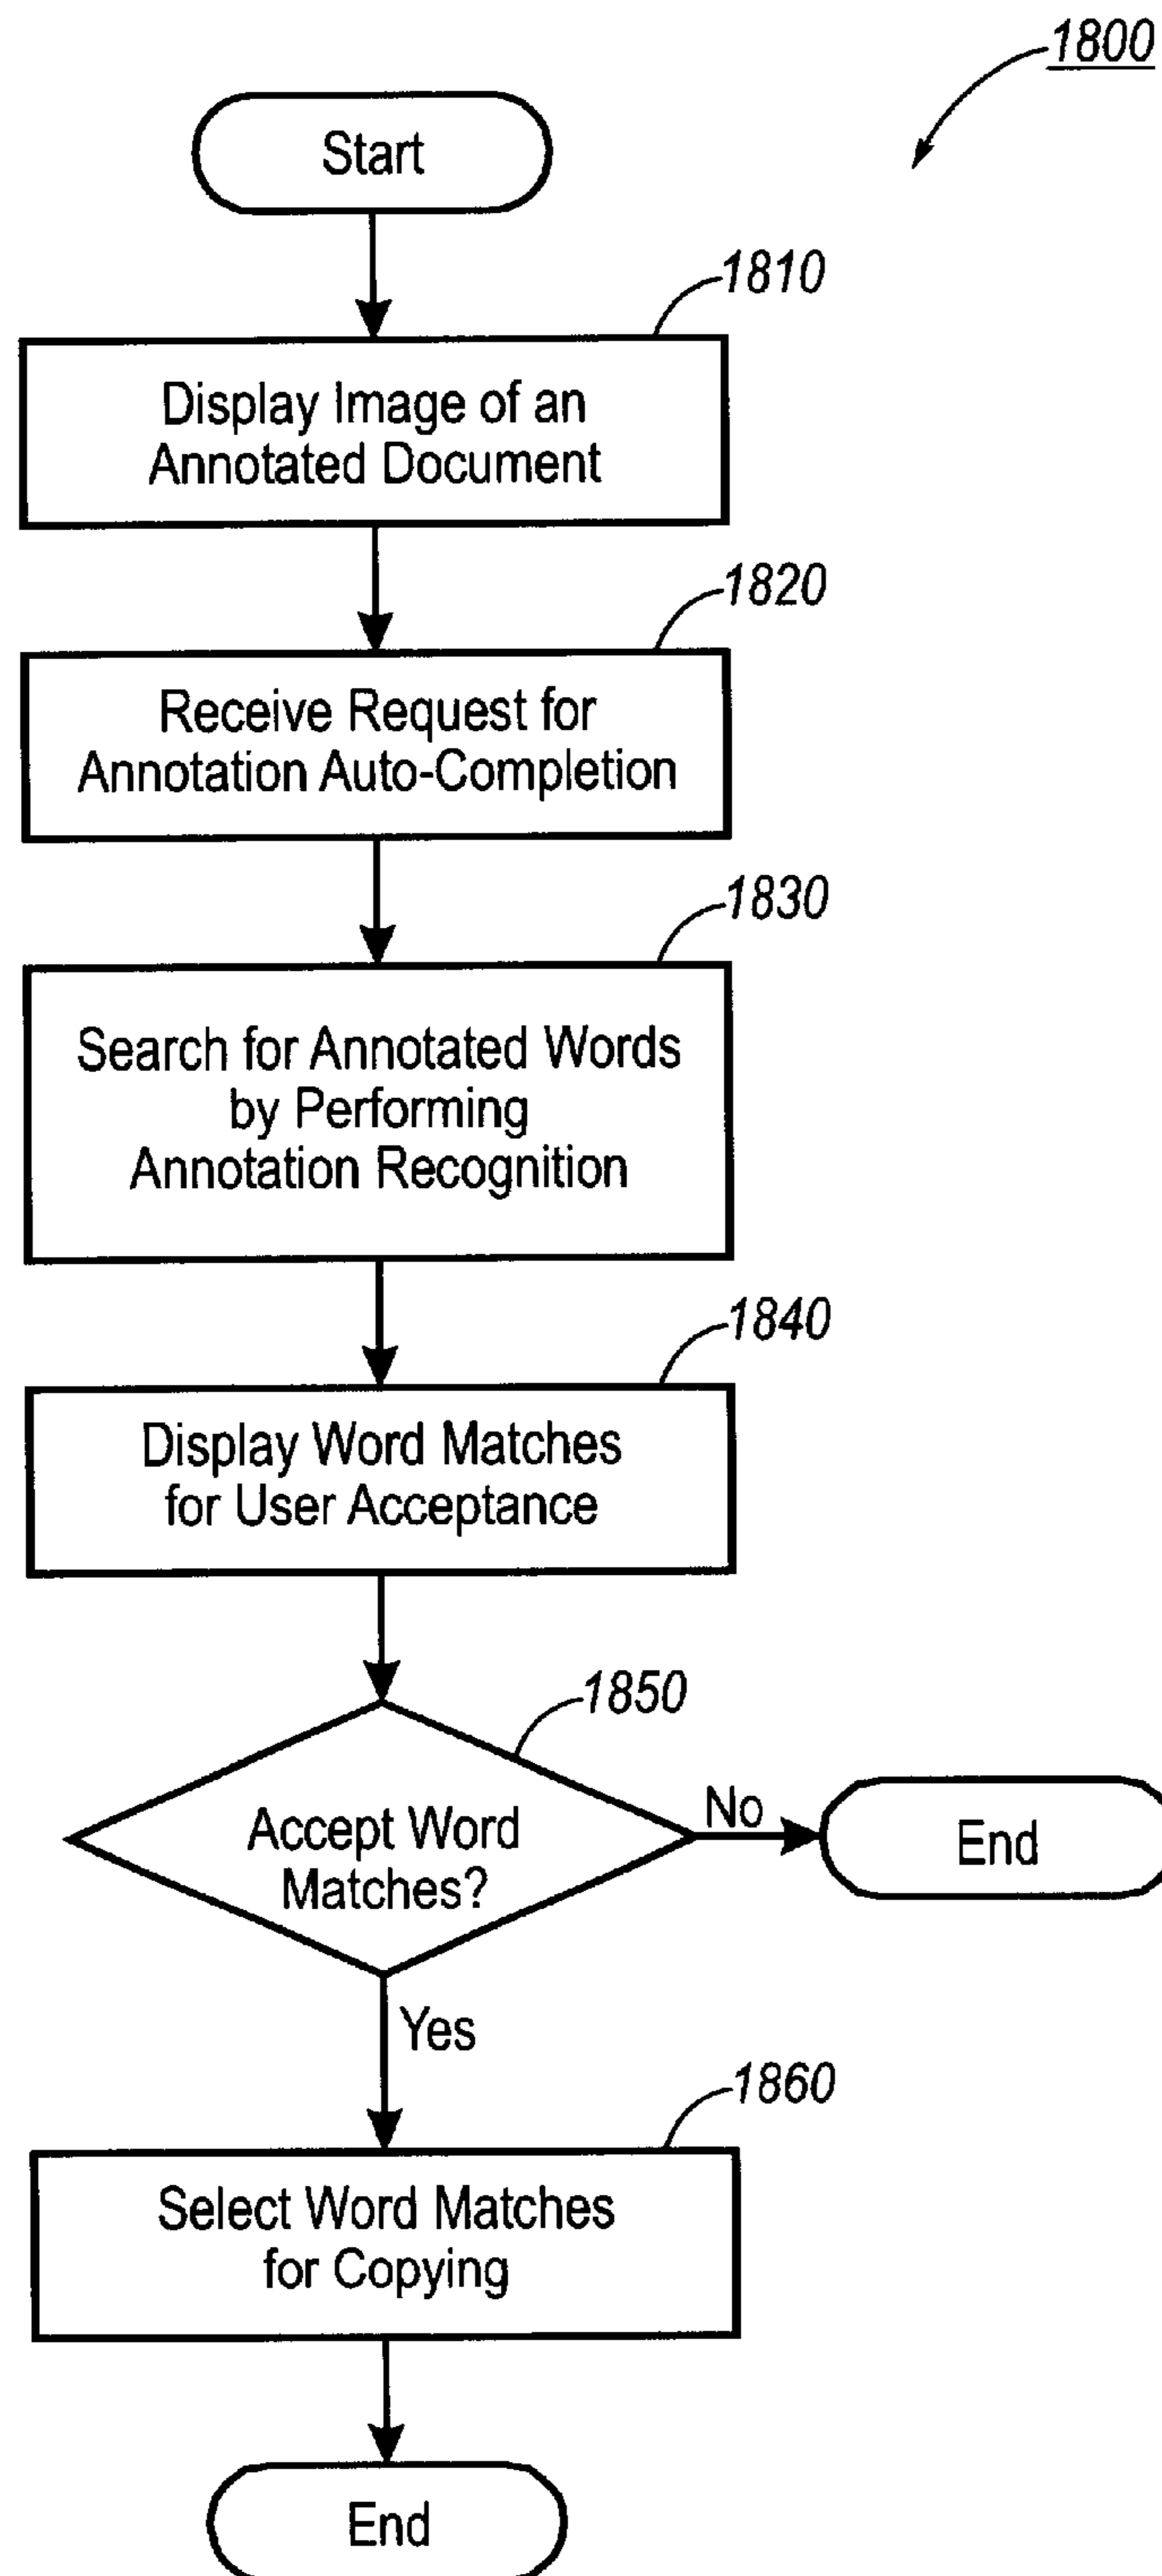 1800
Start
1810
Display Image of an
Annotated Document
1820
Receive Request for
Annotation Auto-Completion
1830
Search for Annotated Words
by Performing
Annotation Recognition
1840
Display Word Matches
for User Acceptance
1850
Accept Word
Matches?
No
End
Yes
1860
Select Word Matches
for Copying
End